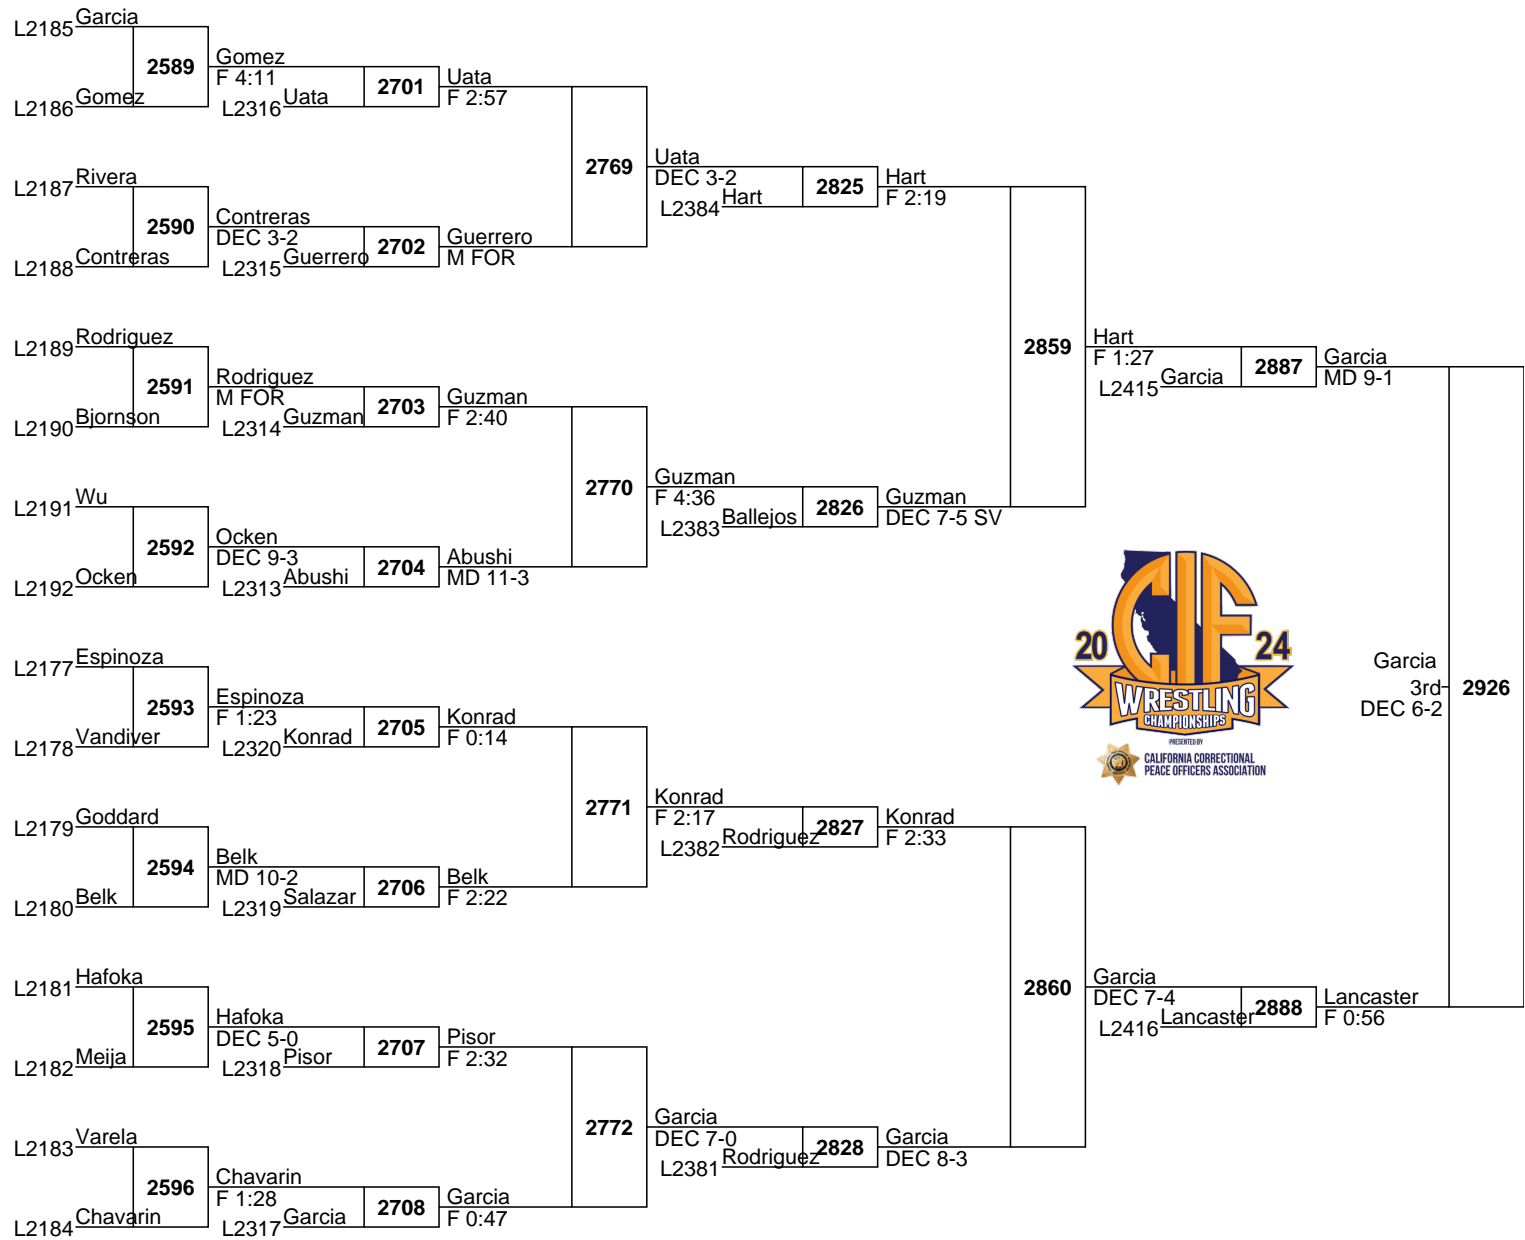 L2185 Garcia
2589
L2186 Gomez
Gomez
F 4:11
L2316 Uata
2701
Uata
F 2:57
L2187 Rivera
2590
L2188 Contreras
Contreras
DEC 3-2
L2315 Guerrero
2702
Guerrero
M FOR
2769
Uata
DEC 3-2
L2384 Hart
2825
Hart
F 2:19
L2189 Rodriguez
2591
L2190 Bjornson
Rodriguez
M FOR
L2314 Guzman
2703
Guzman
F 2:40
L2191 Wu
2592
L2192 Ocken
Ocken
DEC 9-3
L2313 Abushi
2704
Abushi
MD 11-3
2770
Guzman
F 4:36
L2383 Ballejos
2826
Guzman
DEC 7-5 SV
2859
Hart
F 1:27
L2415 Garcia
2887
Garcia
MD 9-1
L2177 Espinoza
2593
L2178 Vandiver
Espinoza
F 1:23
L2320 Konrad
2705
Konrad
F 0:14
L2179 Goddard
2594
L2180 Belk
Belk
MD 10-2
L2319 Salazar
2706
Belk
F 2:22
2771
Konrad
F 2:17
L2382 Rodriguez
2827
Konrad
F 2:33
L2181 Hafoka
2595
L2182 Meija
Hafoka
DEC 5-0
L2318 Pisor
2707
Pisor
F 2:32
L2183 Varela
2596
L2184 Chavarin
Chavarin
F 1:28
L2317 Garcia
2708
Garcia
F 0:47
2772
Garcia
DEC 7-0
L2381 Rodriguez
2828
Garcia
DEC 8-3
2860
Garcia
DEC 7-4
L2416 Lancaster
2888
Lancaster
F 0:56
Garcia
3rd
DEC 6-2
2926
20 CIF 24
WRESTLING
CHAMPIONSHIPS
PRESENTED BY
CALIFORNIA CORRECTIONAL
PEACE OFFICERS ASSOCIATION